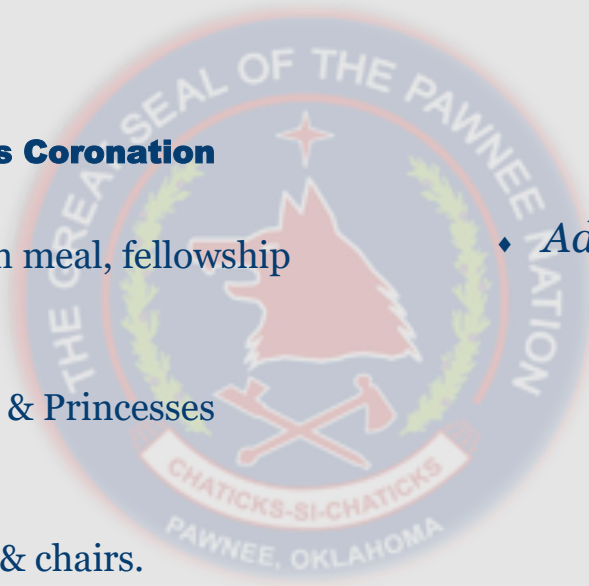 THE GREAT SEAL OF THE PAWNEE NATION
s Coronation
n meal, fellowship
♦ Ad
& Princesses
CHATICKS-SI-CHATICKS
PAWNEE, OKLAHOMA
& chairs.